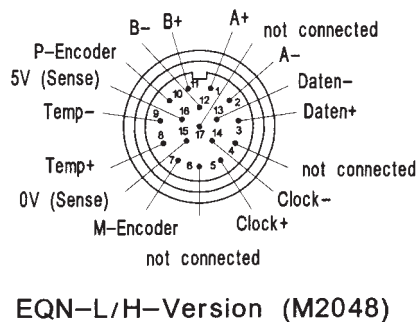 B- B+ A+ not connected
P-Encoder A-
5V (Sense) Daten-
Temp- Daten+
11
10 1
12 2
9 16 13 3
8 15 17 14 4
7 6 5
Temp+ not connected
0V (Sense) Clock-
M-Encoder Clock+
not connected
EQN-L/H-Version (M2048)